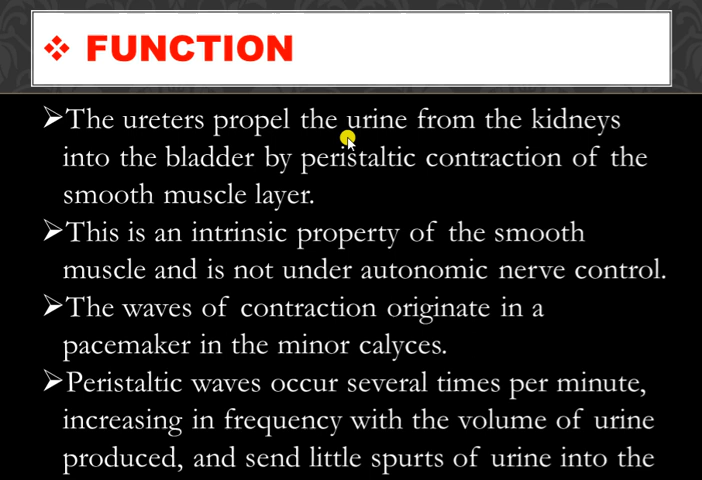 ❖ FUNCTION
➢The ureters propel the urine from the kidneys
into the bladder by peristaltic contraction of the
smooth muscle layer.
➢This is an intrinsic property of the smooth
muscle and is not under autonomic nerve control.
➢The waves of contraction originate in a
pacemaker in the minor calyces.
➢Peristaltic waves occur several times per minute,
increasing in frequency with the volume of urine
produced, and send little spurts of urine into the